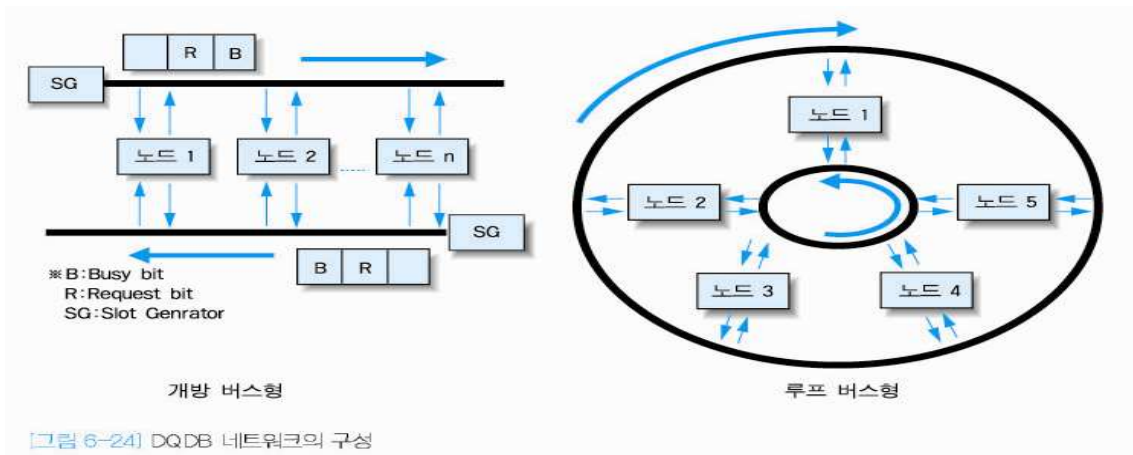 R B
SG
노드 1 노드 2 노드 n
SG
B R
※B:Busy bit
R:Request bit
SG:Slot Genrator
개방 버스형
노드 1
노드 2 노드 5
노드 3 노드 4
루프 버스형
[그림 6-24] DQDB 네트워크의 구성